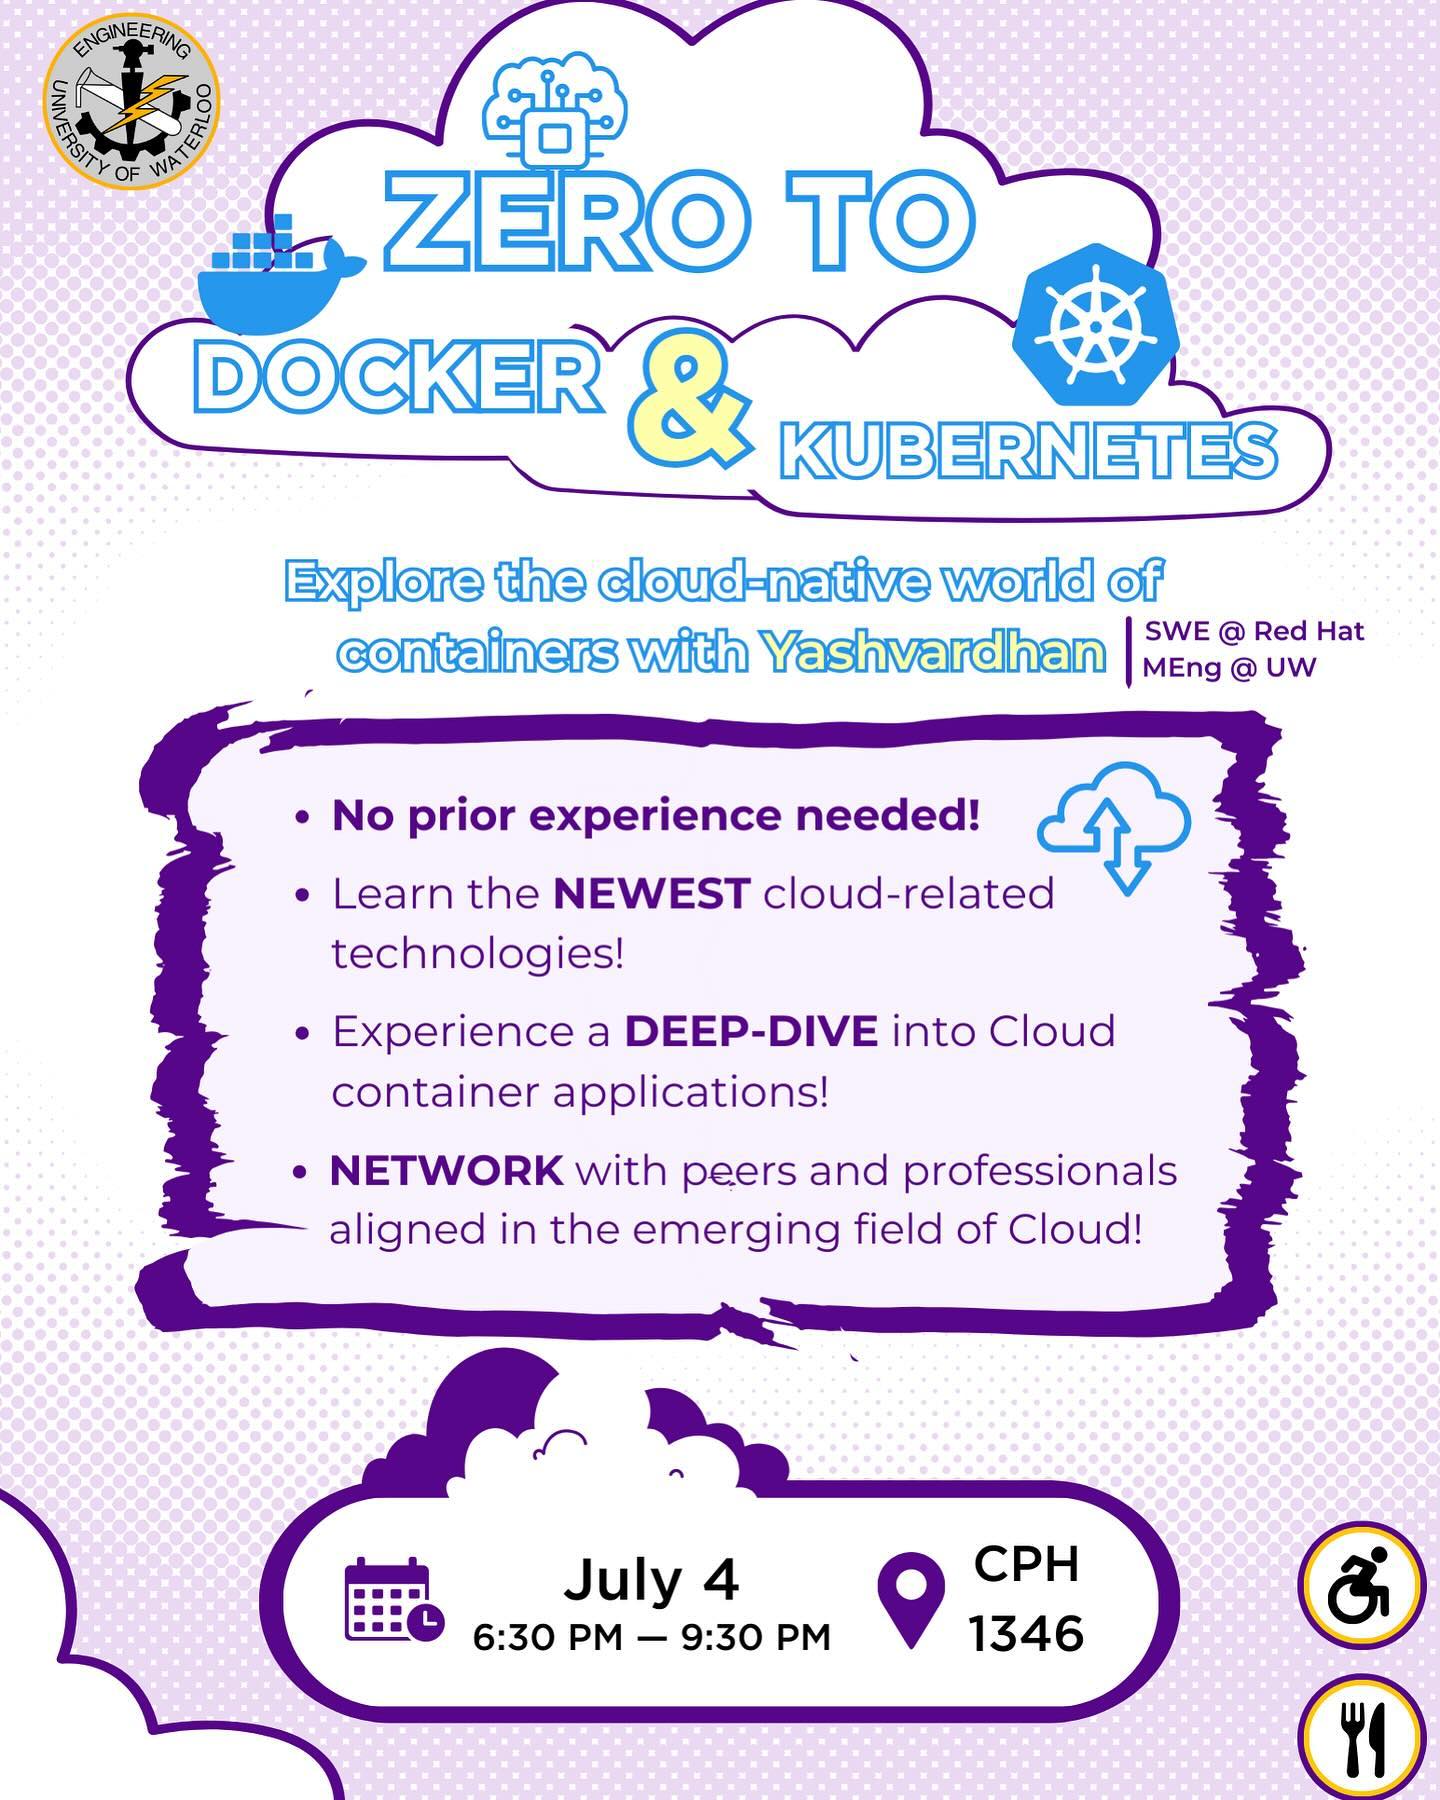 ENGINEERING
UNIVERSITY OF WATERLOO
ZERO TO
DOCKER & KUBERNETES
Explore the cloud-native world of
containers with Yashvardhan
SWE @ Red Hat
MEng @ UW
• No prior experience needed!
• Learn the NEWEST cloud-related
technologies!
• Experience a DEEP-DIVE into Cloud
container applications!
• NETWORK with peers and professionals
aligned in the emerging field of Cloud!
July 4
6:30 PM — 9:30 PM
CPH
1346